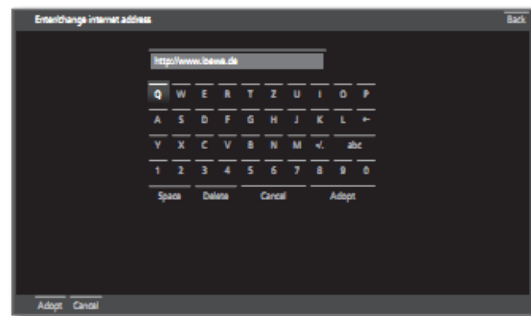 Enter/change internet address Back
http://www.loewe.de
Q W E R T Z U I O P
A S D F G H J K L ←
Y X C V B N M ./. abc
1 2 3 4 5 6 7 8 9 0
Space Delete Cancel Adopt
Adopt Cancel